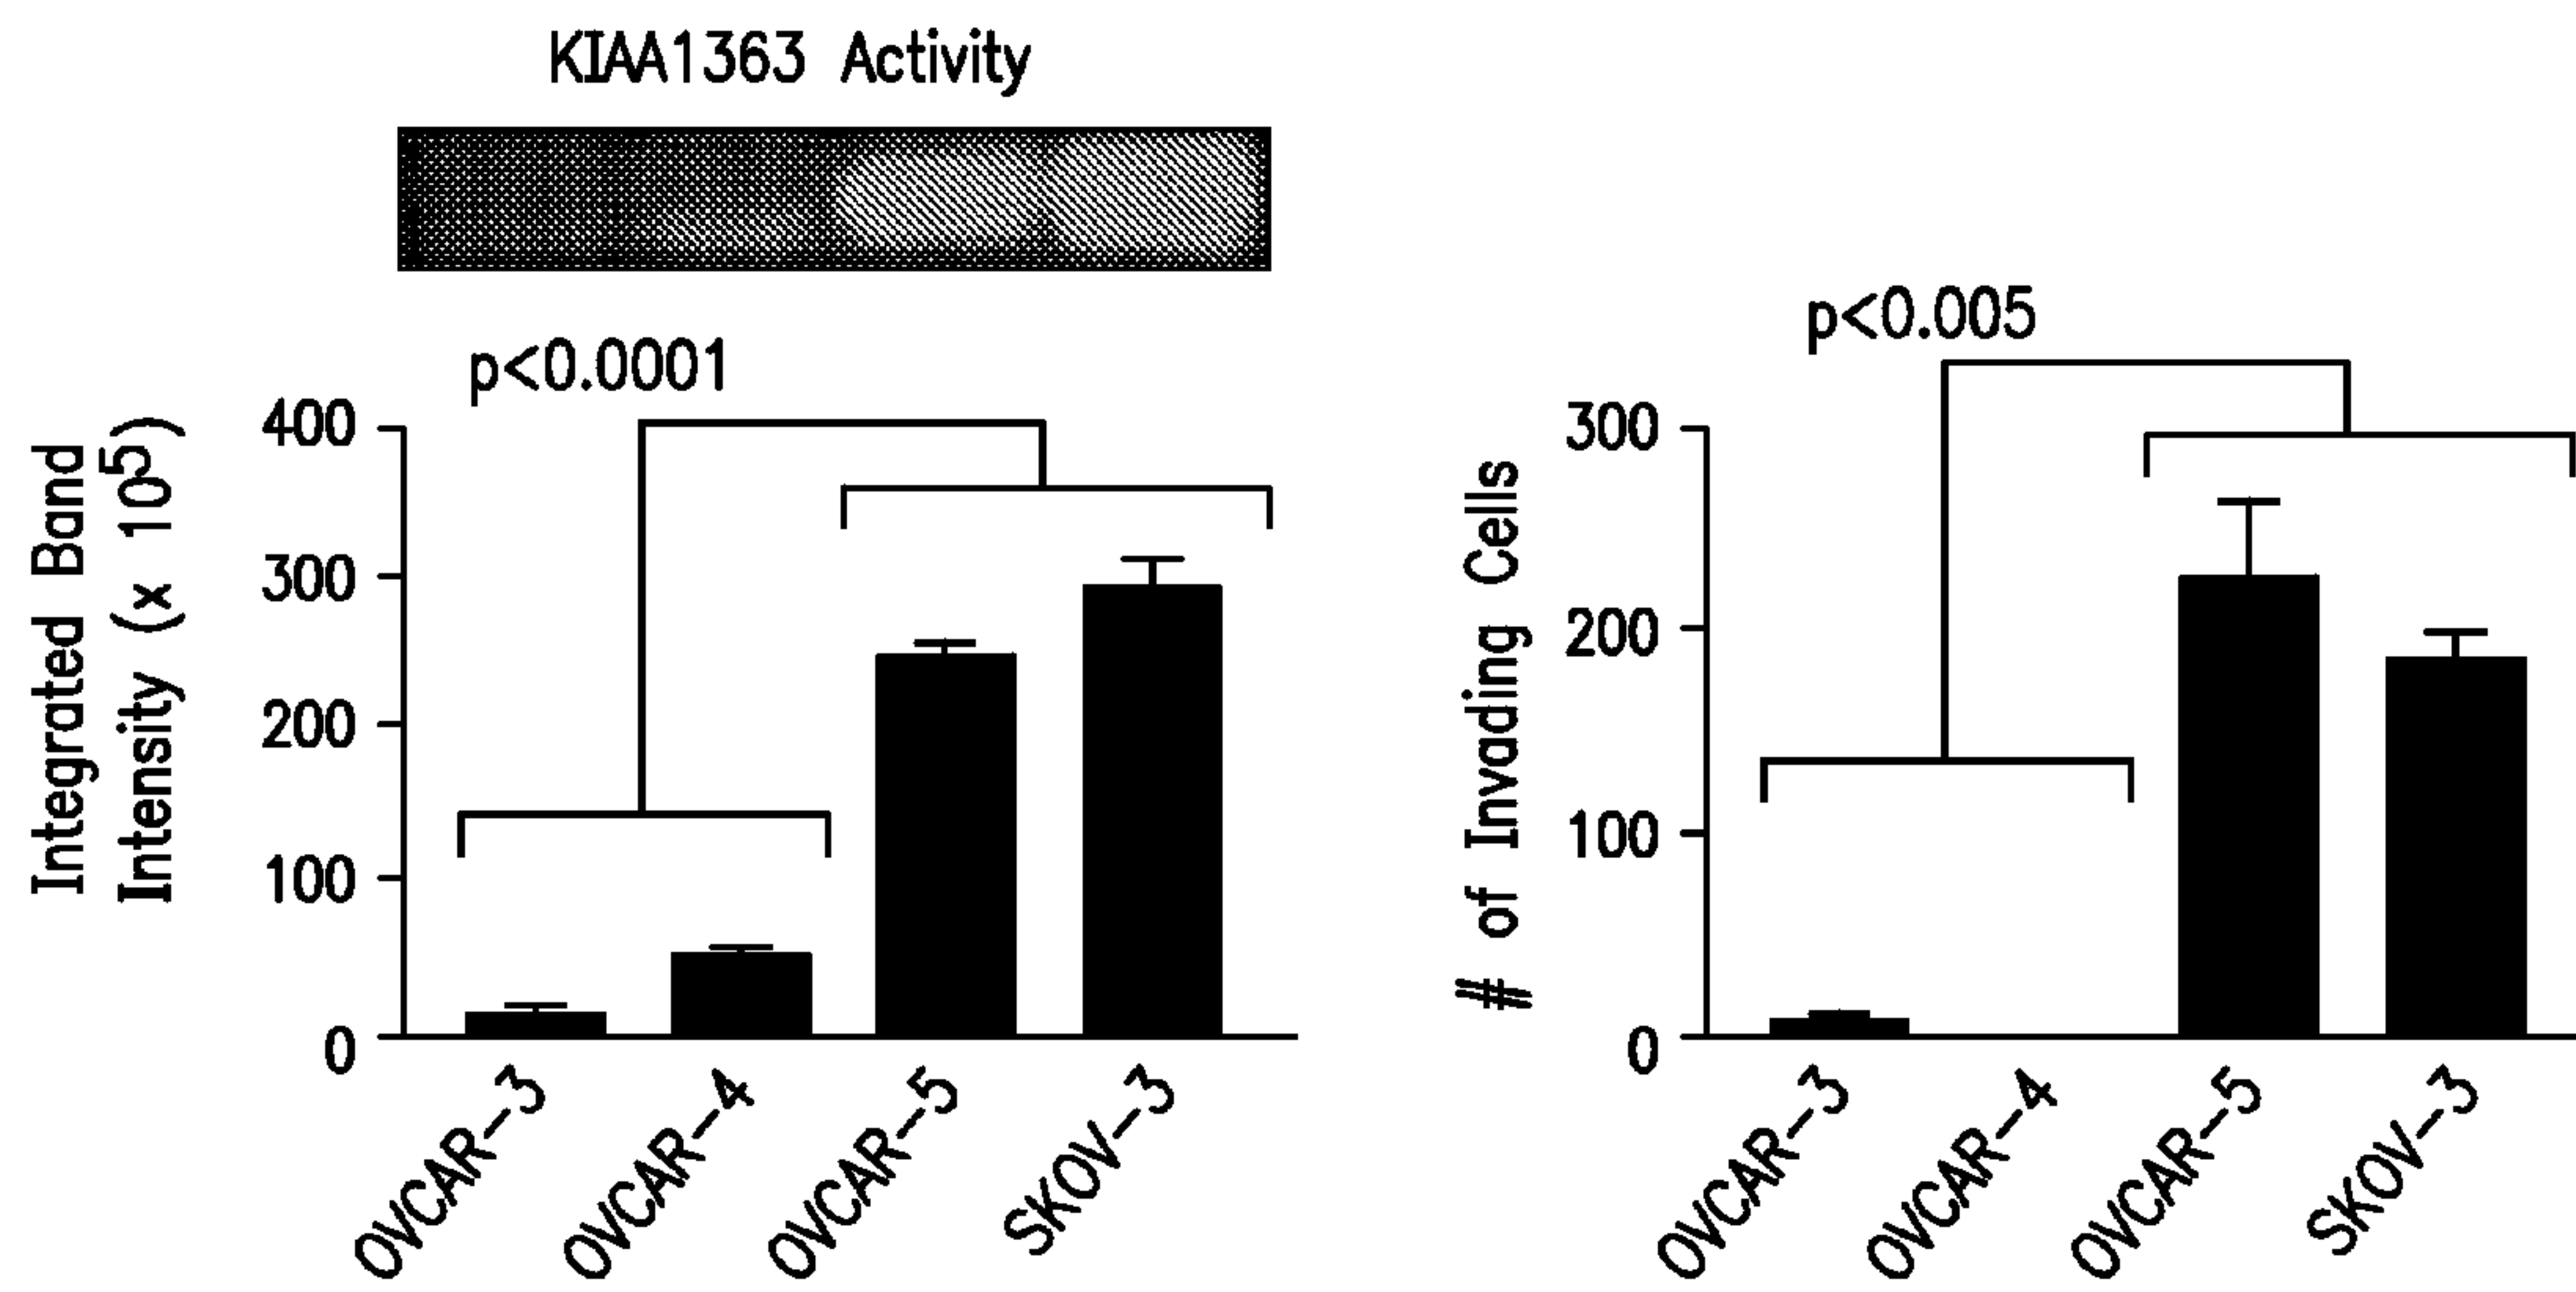 KIAA1363 Activity
p<0.0001
Integrated Band
Intensity (x 10⁵)
400
300
200
100
0
OVCAR-3
OVCAR-4
OVCAR-5
SKOV-3
p<0.005
# of Invading Cells
300
200
100
0
OVCAR-3
OVCAR-4
OVCAR-5
SKOV-3